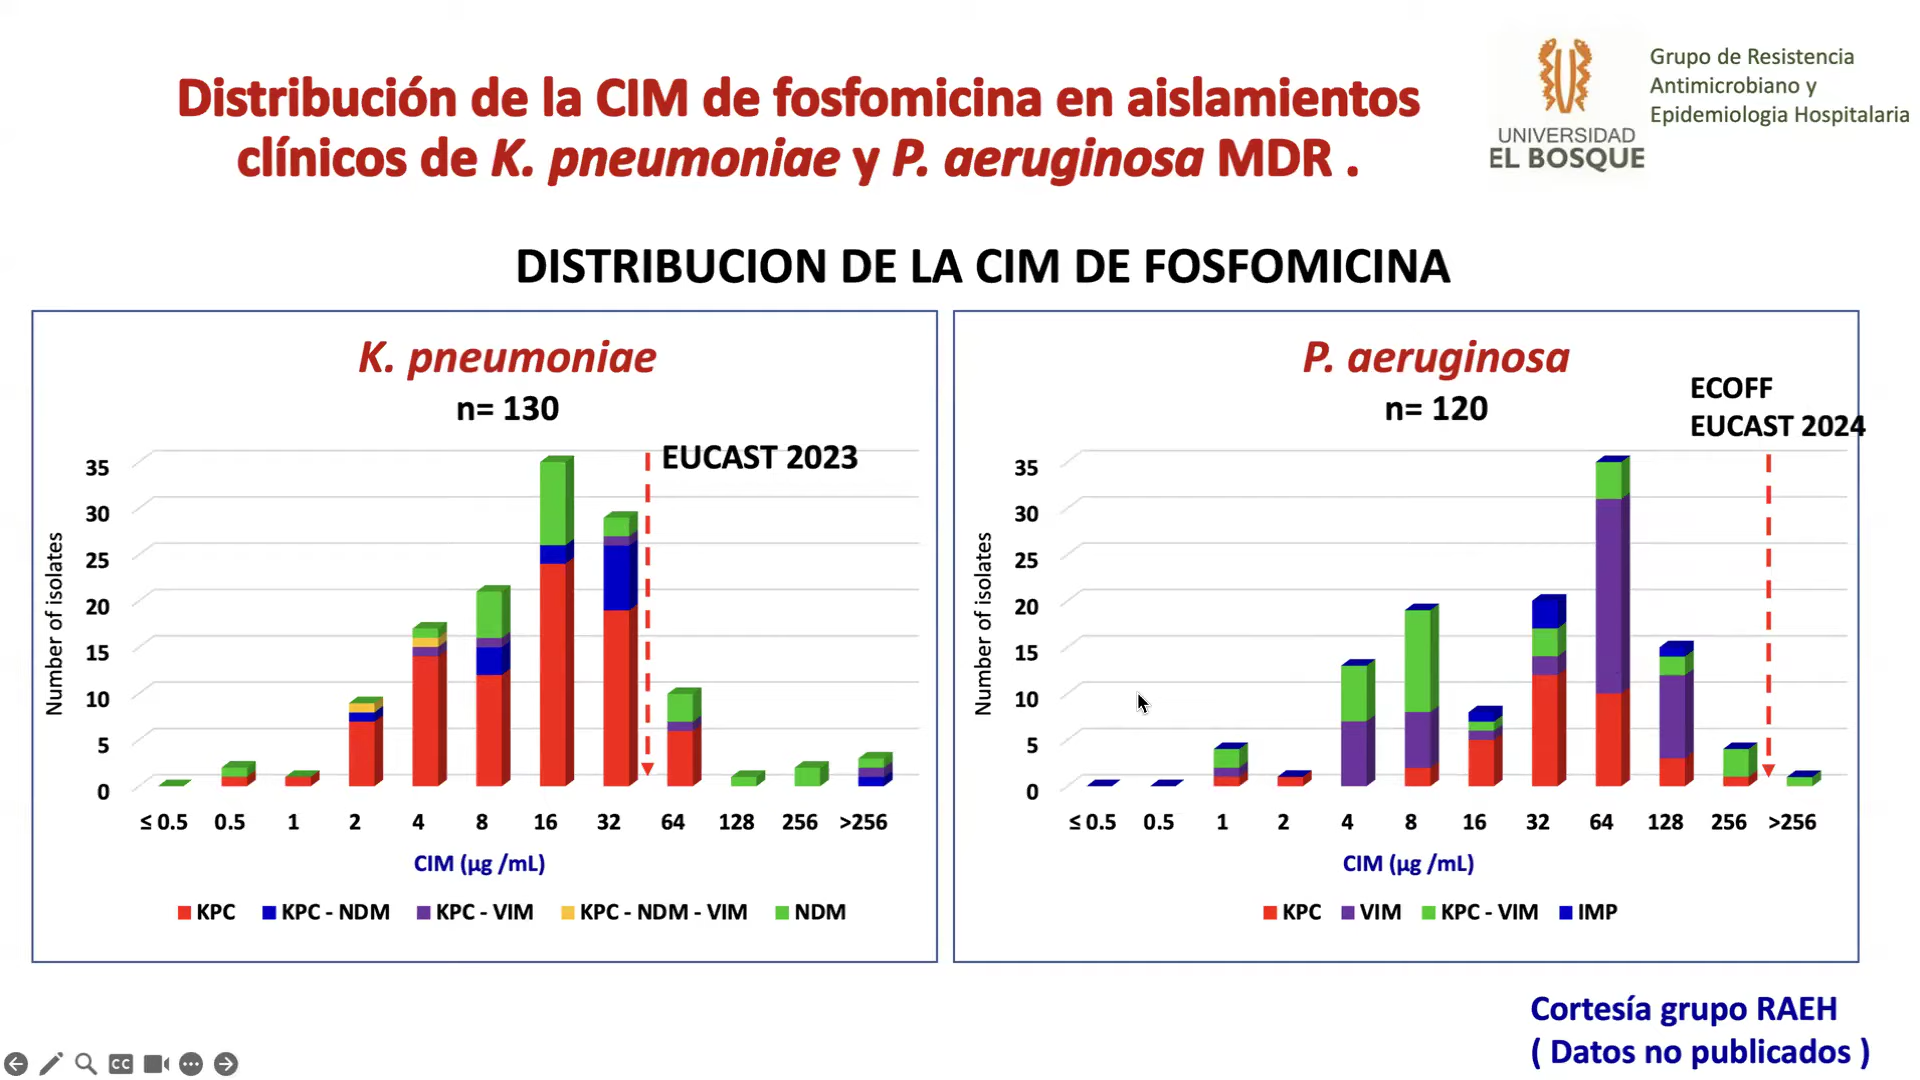 Distribución de la CIM de fosfomicina en aislamientos
clínicos de K. pneumoniae y P. aeruginosa MDR .
UNIVERSIDAD
EL BOSQUE
Grupo de Resistencia
Antimicrobiano y
Epidemiologia Hospitalaria
DISTRIBUCION DE LA CIM DE FOSFOMICINA
K. pneumoniae
n= 130
EUCAST 2023
Number of isolates
35
30
25
20
15
10
5
0
≤ 0.5 0.5 1 2 4 8 16 32 64 128 256 >256
CIM (µg /mL)
KPC KPC - NDM KPC - VIM KPC - NDM - VIM NDM
P. aeruginosa
n= 120
ECOFF
EUCAST 2024
Number of isolates
35
30
25
20
15
10
5
0
≤ 0.5 0.5 1 2 4 8 16 32 64 128 256 >256
CIM (µg /mL)
KPC VIM KPC - VIM IMP
Cortesía grupo RAEH
( Datos no publicados )
CC